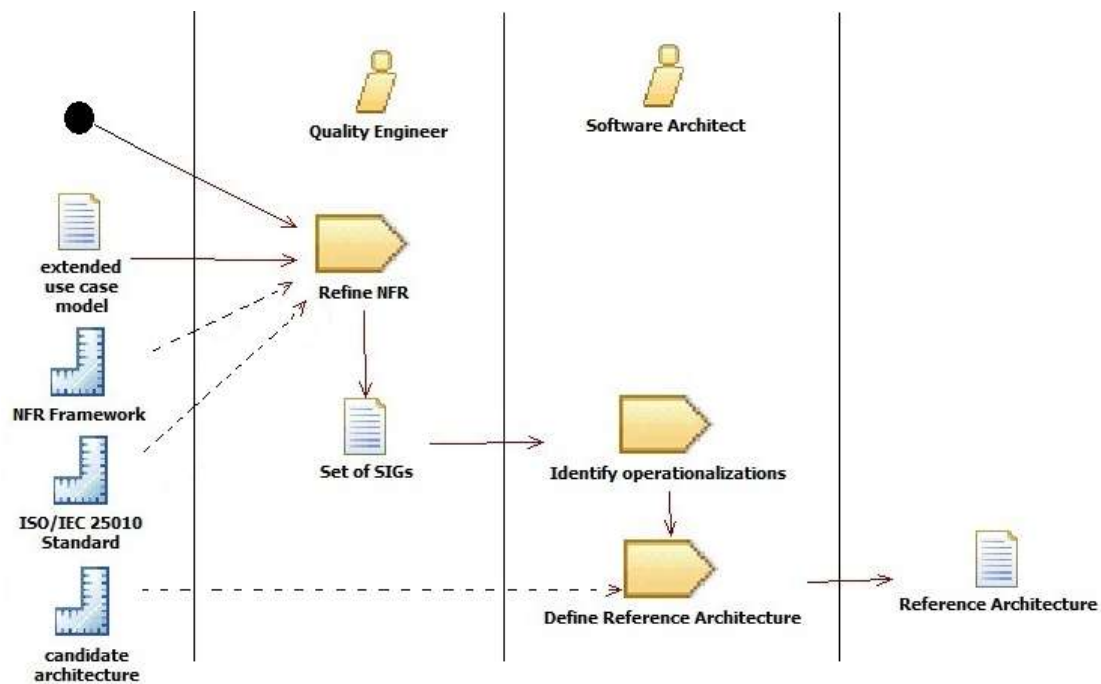 Quality Engineer
Software Architect
extended
use case
model
Refine NFR
NFR Framework
Set of SIGs
Identify operationalizations
ISO/IEC 25010
Standard
Define Reference Architecture
Reference Architecture
candidate
architecture